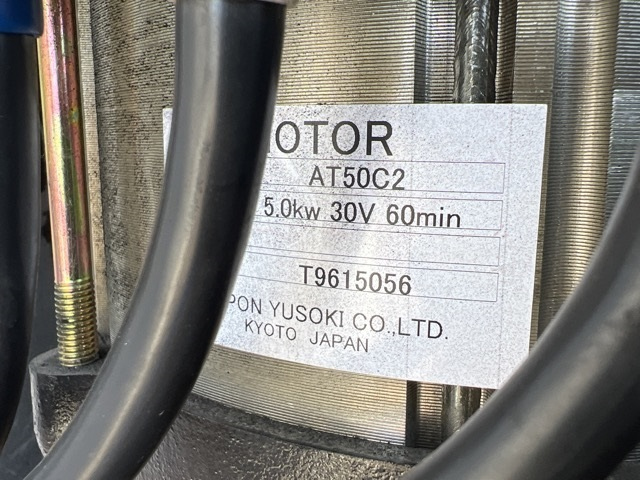 OTOR
AT50C2
5.0kw 30V 60min
T9615056
PON YUSOKI CO.,LTD.
KYOTO JAPAN